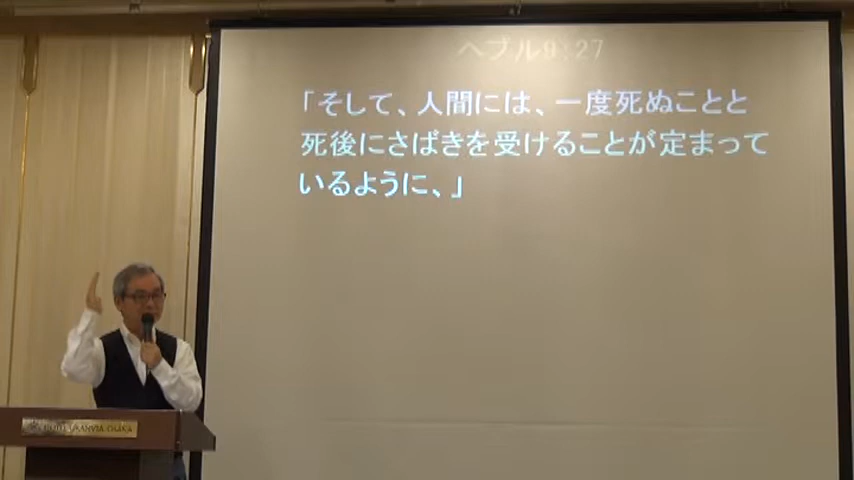 ヘブル9:27
「そして、人間には、一度死ぬことと
死後にさばきを受けることが定まって
いるように、」